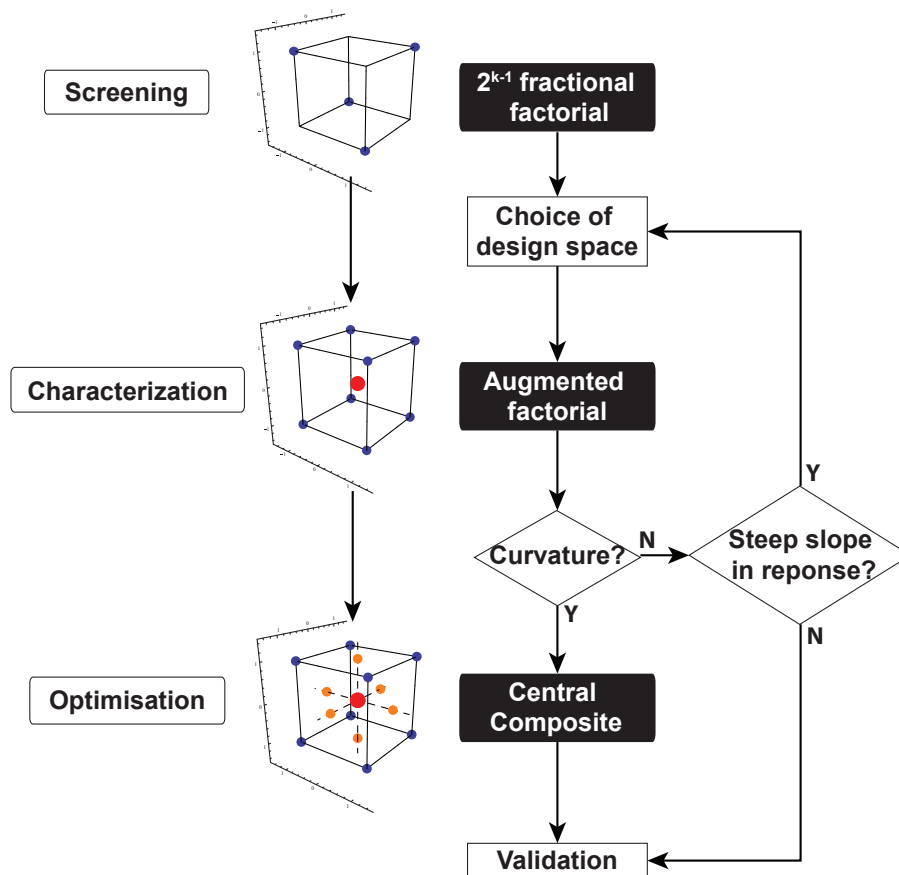 Screening
2k-1 fractional
factorial
Choice of
design space
Characterization
Augmented
factorial
Y
Curvature?
N
Steep slope
in reponse?
Y
N
Optimisation
Central
Composite
Validation